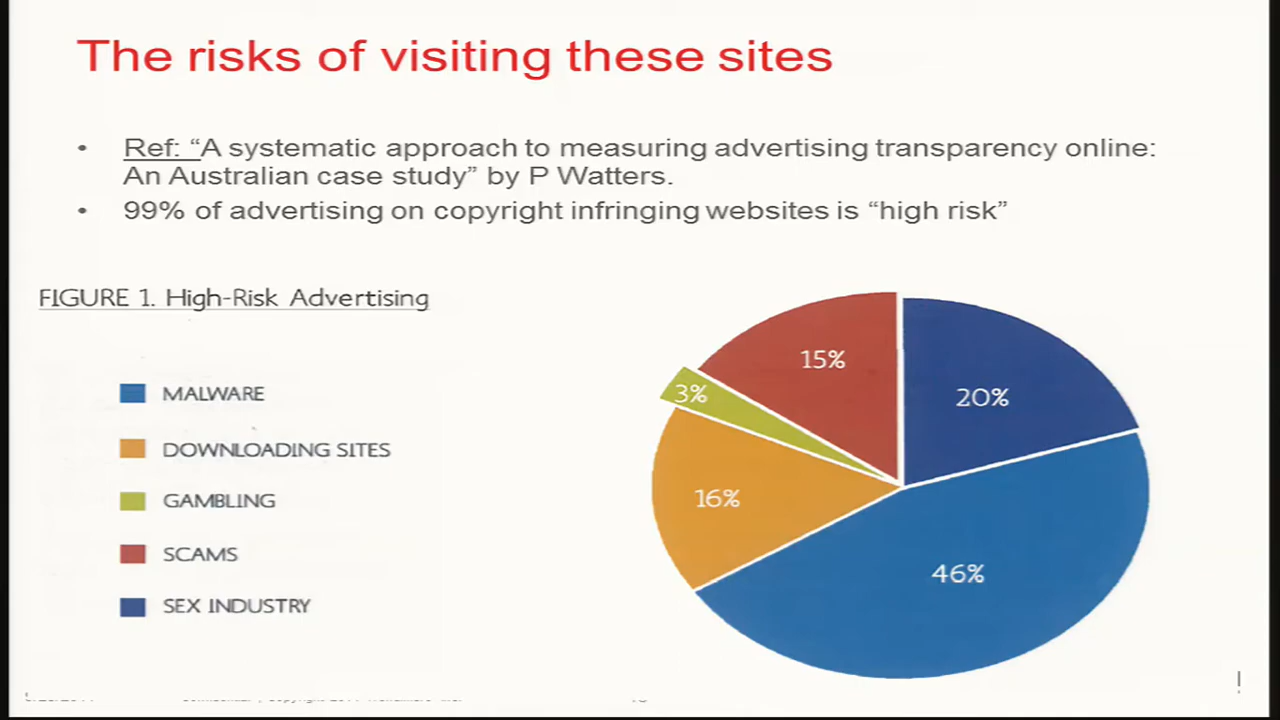 The risks of visiting these sites
• Ref: “A systematic approach to measuring advertising transparency online:
An Australian case study” by P Watters.
• 99% of advertising on copyright infringing websites is “high risk”
FIGURE 1. High-Risk Advertising
MALWARE
DOWNLOADING SITES
GAMBLING
SCAMS
SEX INDUSTRY
15%
20%
3%
16%
46%